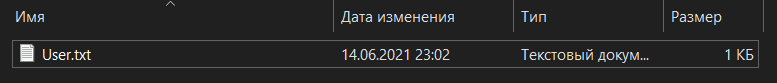 Имя Дата изменения Тип Размер
User.txt 14.06.2021 23:02 Текстовый докум... 1 КБ